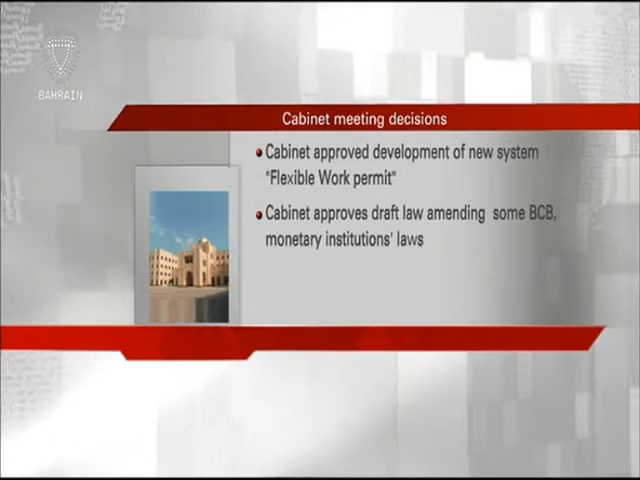 BAHRAIN
Cabinet meeting decisions
Cabinet approved development of new system
"Flexible Work permit"
Cabinet approves draft law amending some BCB,
monetary institutions' laws